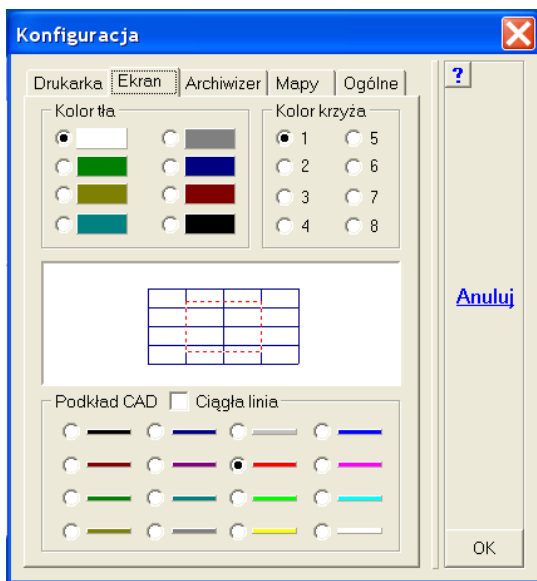 Konfiguracja
Drukarka Ekran Archiwizer Mapy Ogólne
?
Kolor tła
Kolor krzyża
1 5
2 6
3 7
4 8
Anuluj
Podkład CAD Ciągła linia
OK